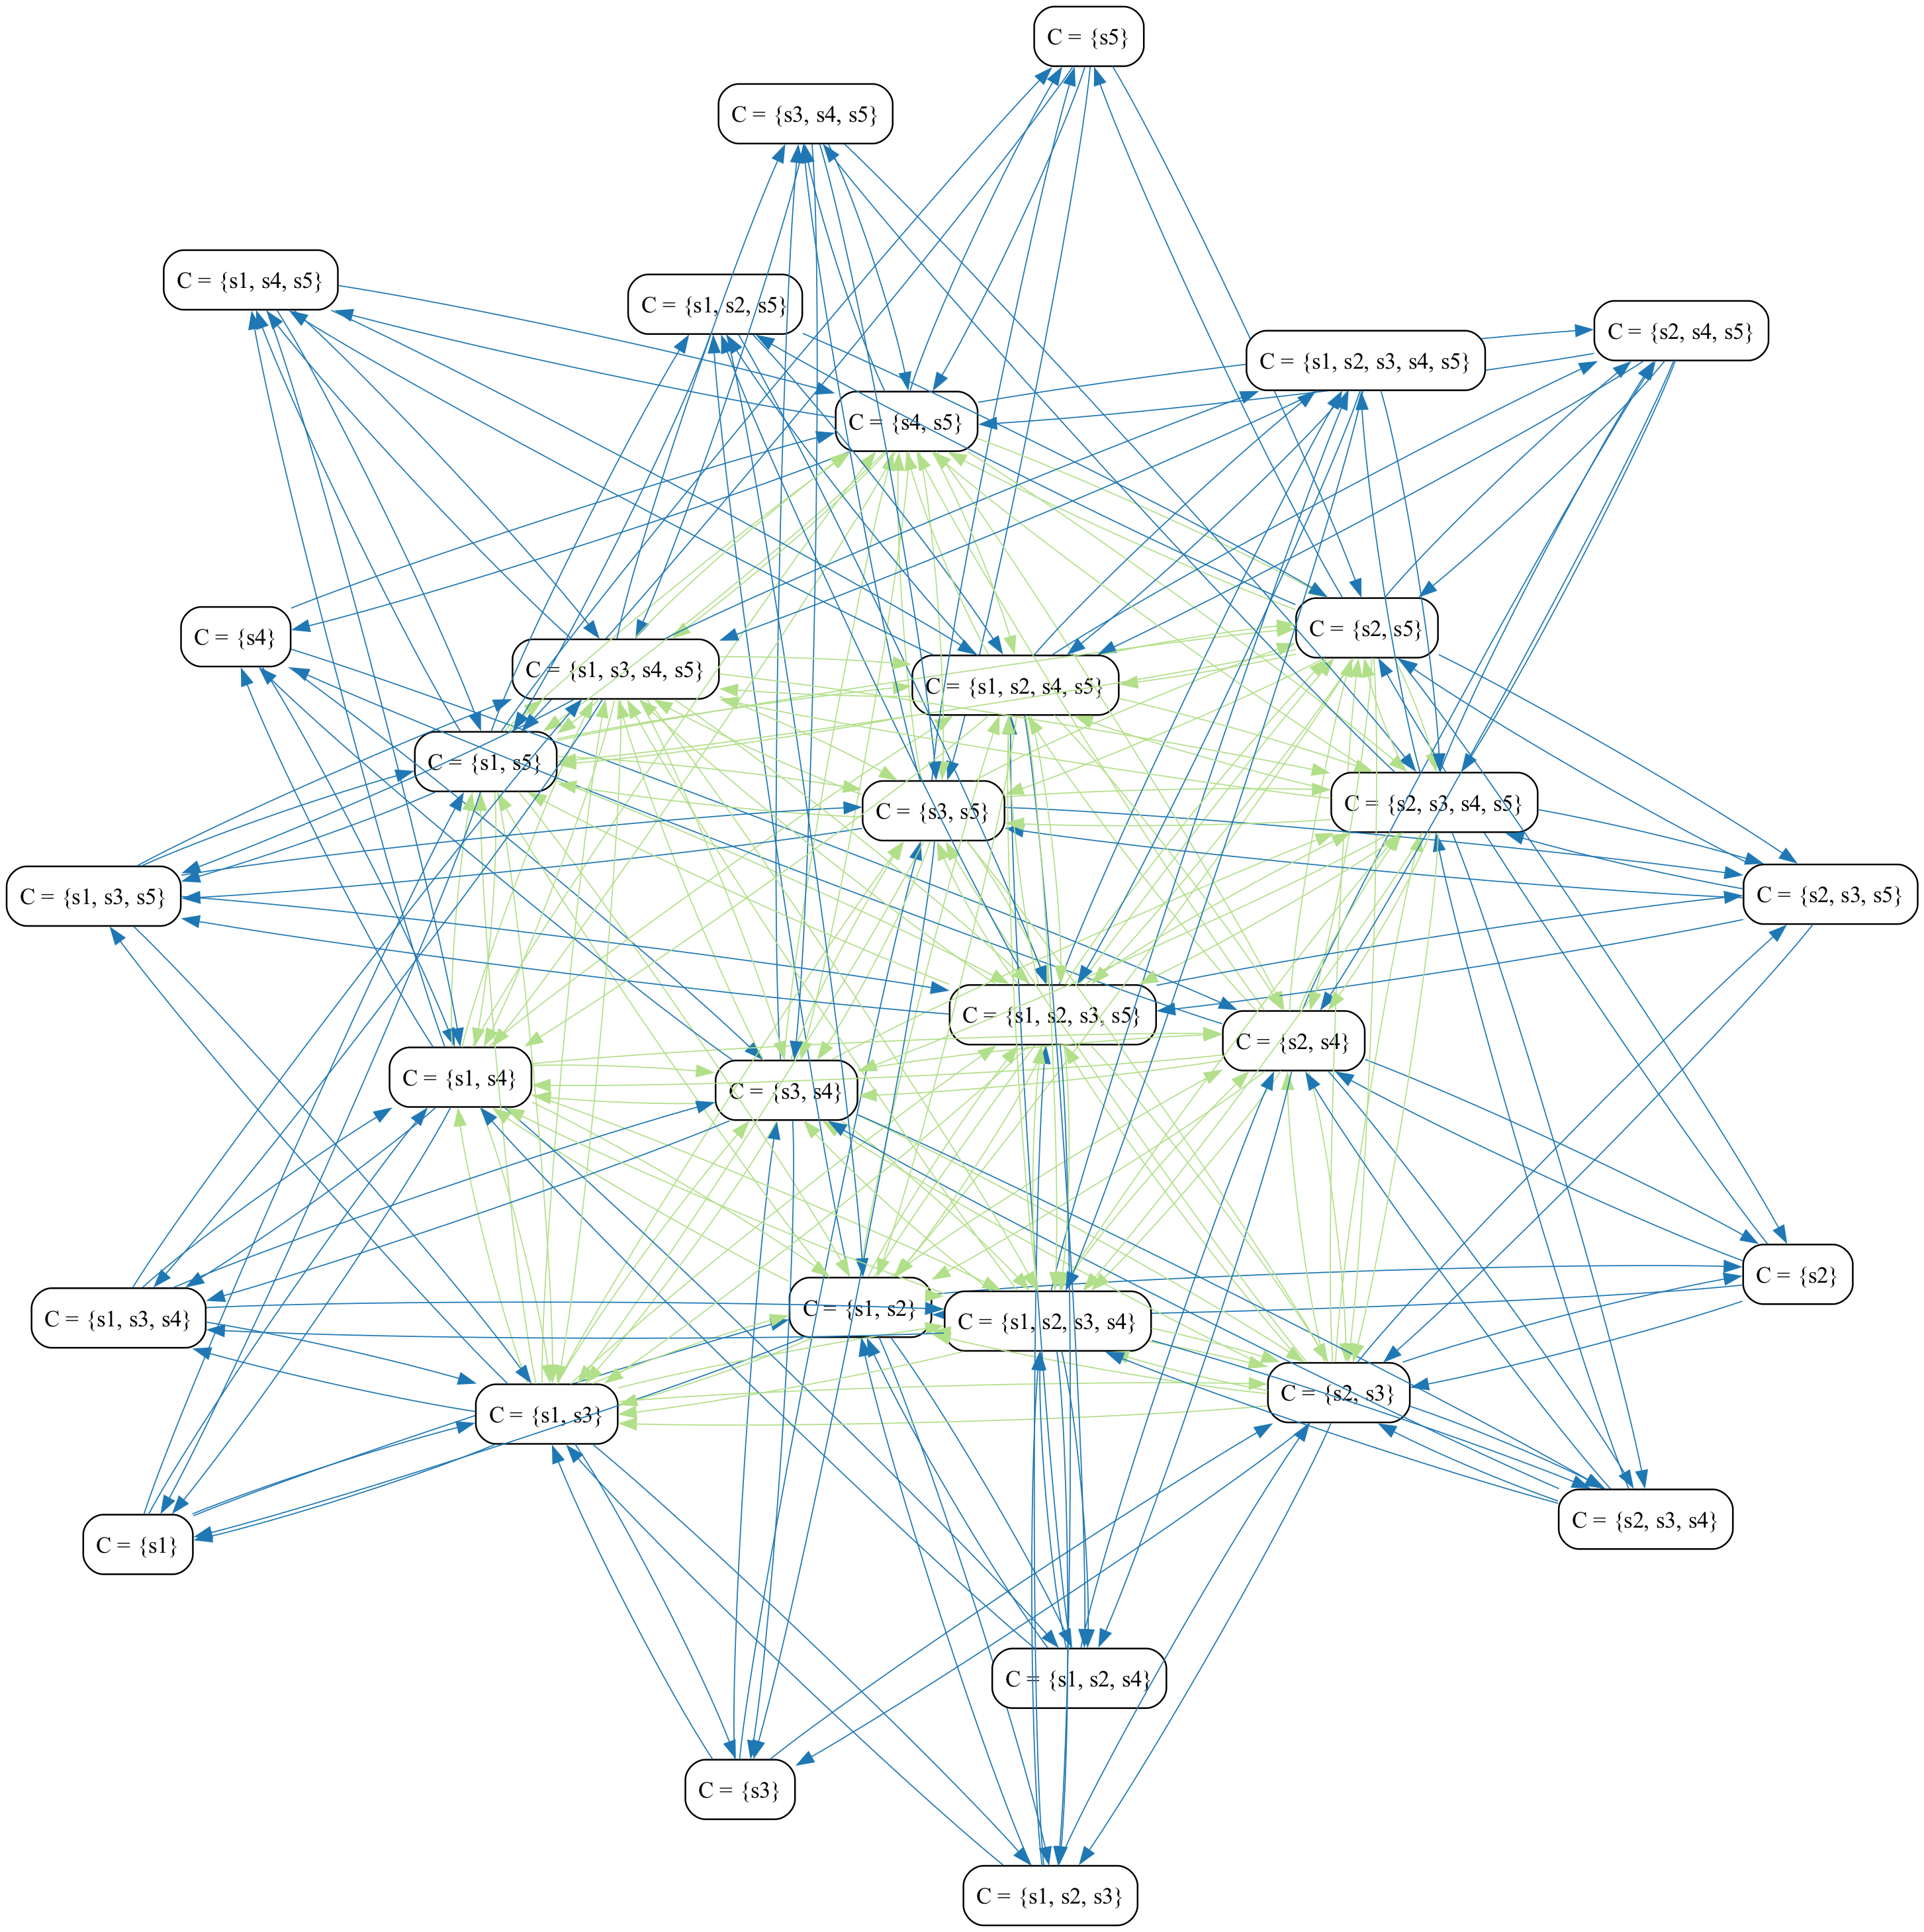 C = {s5}
C = {s3, s4, s5}
C = {s1, s4, s5}
C = {s1, s2, s5}
C = {s2, s4, s5}
C = {s1, s2, s3, s4, s5}
C = {s4, s5}
C = {s2, s5}
C = {s4}
C = {s1, s3, s4, s5}
C = {s1, s2, s4, s5}
C = {s1, s5}
C = {s2, s3, s4, s5}
C = {s3, s5}
C = {s1, s3, s5}
C = {s2, s3, s5}
C = {s1, s2, s3, s5}
C = {s2, s4}
C = {s1, s4}
C = {s3, s4}
C = {s2}
C = {s1, s2}
C = {s1, s3, s4}
C = {s1, s2, s3, s4}
C = {s2, s3}
C = {s1, s3}
C = {s2, s3, s4}
C = {s1}
C = {s1, s2, s4}
C = {s3}
C = {s1, s2, s3}